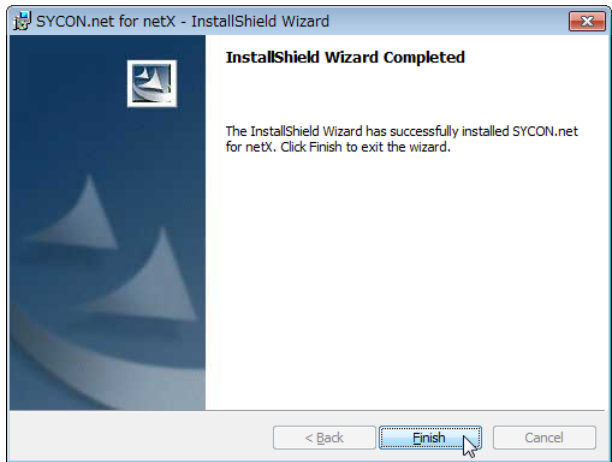 SYCON.net for netX - InstallShield Wizard
InstallShield Wizard Completed
The InstallShield Wizard has successfully installed SYCON.net
for netX. Click Finish to exit the wizard.
< Back
Finish
Cancel